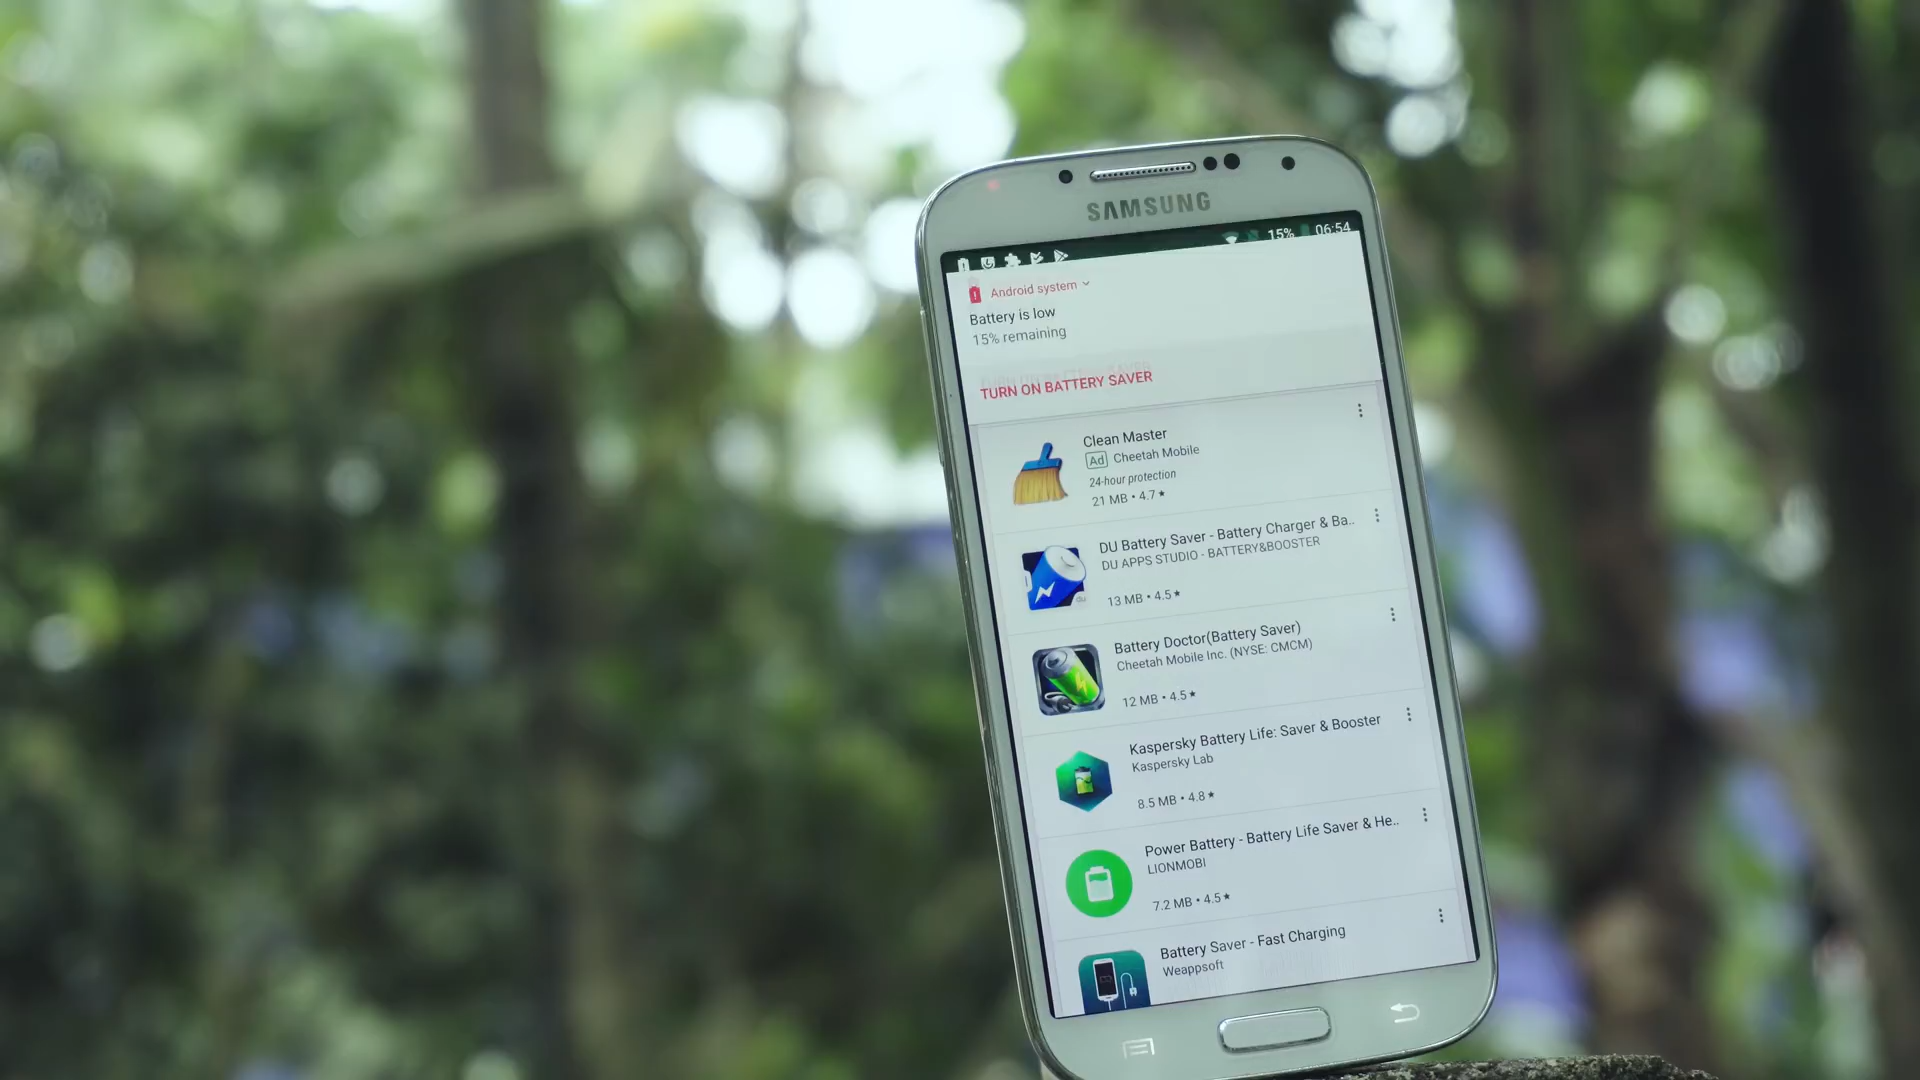 SAMSUNG
15% 06:54
Android system
Battery is low
15% remaining
TURN ON BATTERY SAVER
Clean Master
Ad Cheetah Mobile
24-hour protection
21 MB • 4.7★
DU Battery Saver - Battery Charger & Ba..
DU APPS STUDIO - BATTERY&BOOSTER
13 MB • 4.5★
Battery Doctor(Battery Saver)
Cheetah Mobile Inc. (NYSE: CMCM)
12 MB • 4.5★
Kaspersky Battery Life: Saver & Booster
Kaspersky Lab
8.5 MB • 4.8★
Power Battery - Battery Life Saver & He..
LIONMOBI
7.2 MB • 4.5★
Battery Saver - Fast Charging
Weappsoft